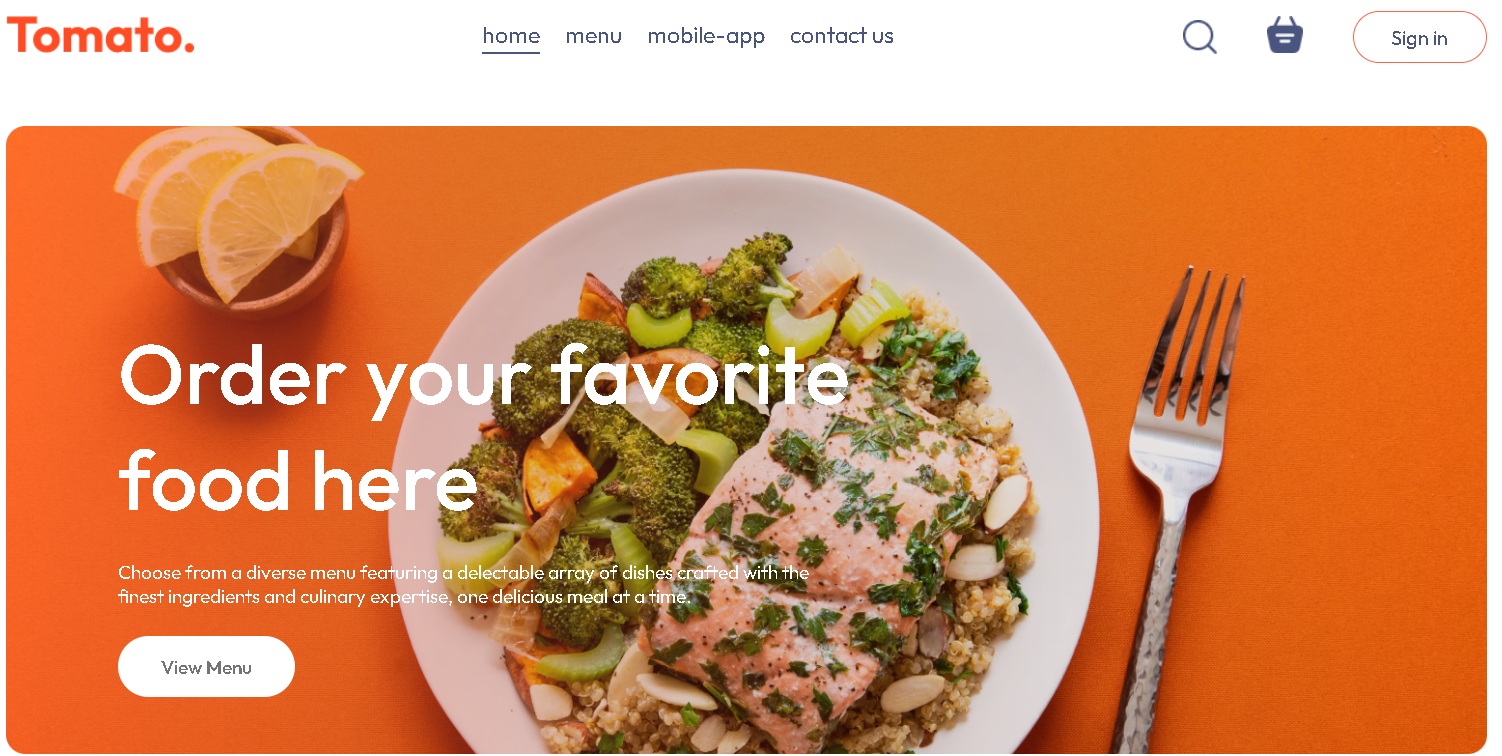 Tomato.
home menu mobile-app contact us
Sign in
Order your favorite
food here
Choose from a diverse menu featuring a delectable array of dishes crafted with the
finest ingredients and culinary expertise, one delicious meal at a time.
View Menu